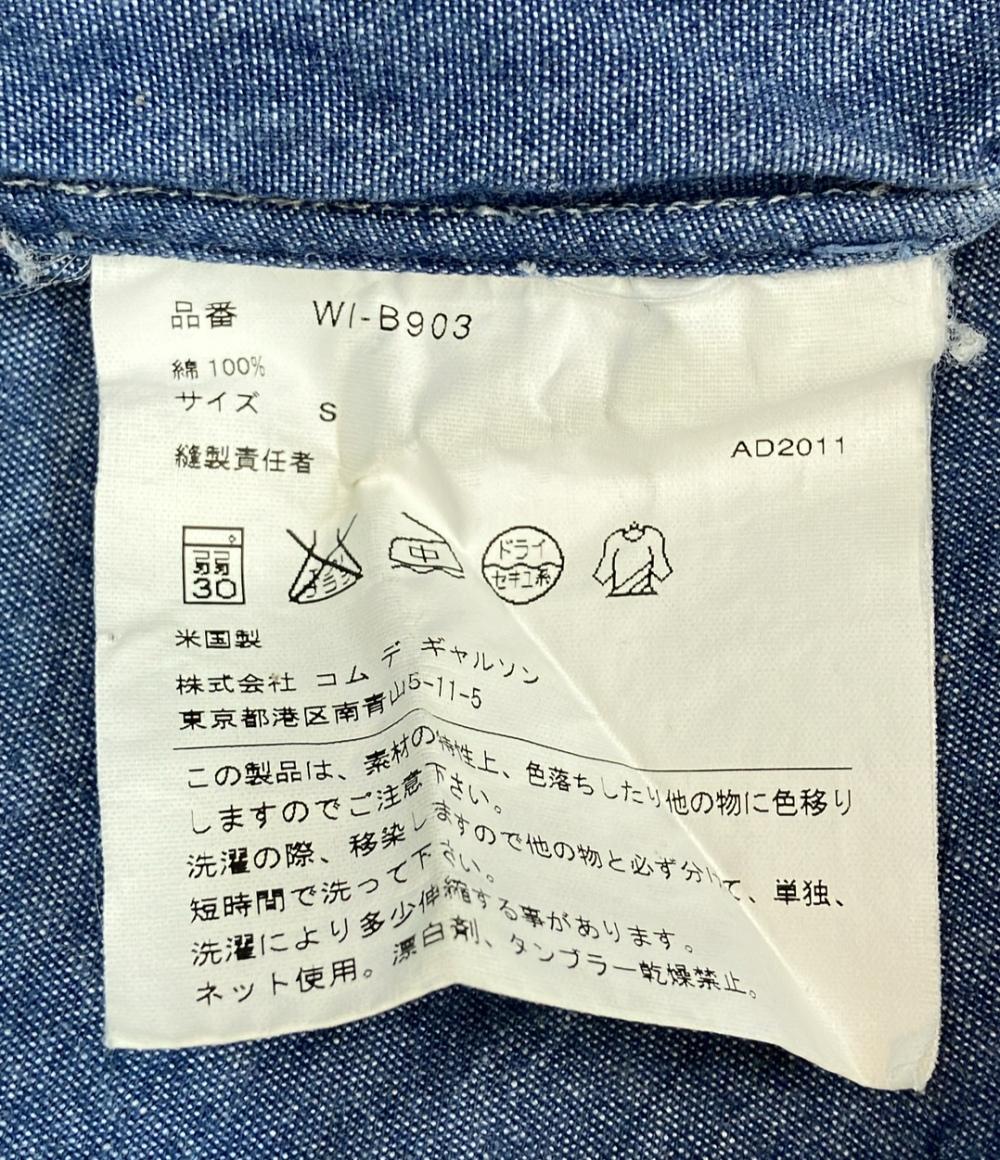 品番 WI-B903
綿 100%
サイズ S
縫製責任者
AD2011
弱
30
エンソ
中
ドライ
セキユ系
米国製
株式会社 コム デ ギャルソン
東京都港区南青山5-11-5
この製品は、素材の特性上、色落ちしたり他の物に色移り
しますのでご注意下さい。
洗濯の際、移染しますので他の物と必ず分けて、単独、
短時間で洗って下さい。
洗濯により多少伸縮する事があります。
ネット使用。漂白剤、タンブラー乾燥禁止。